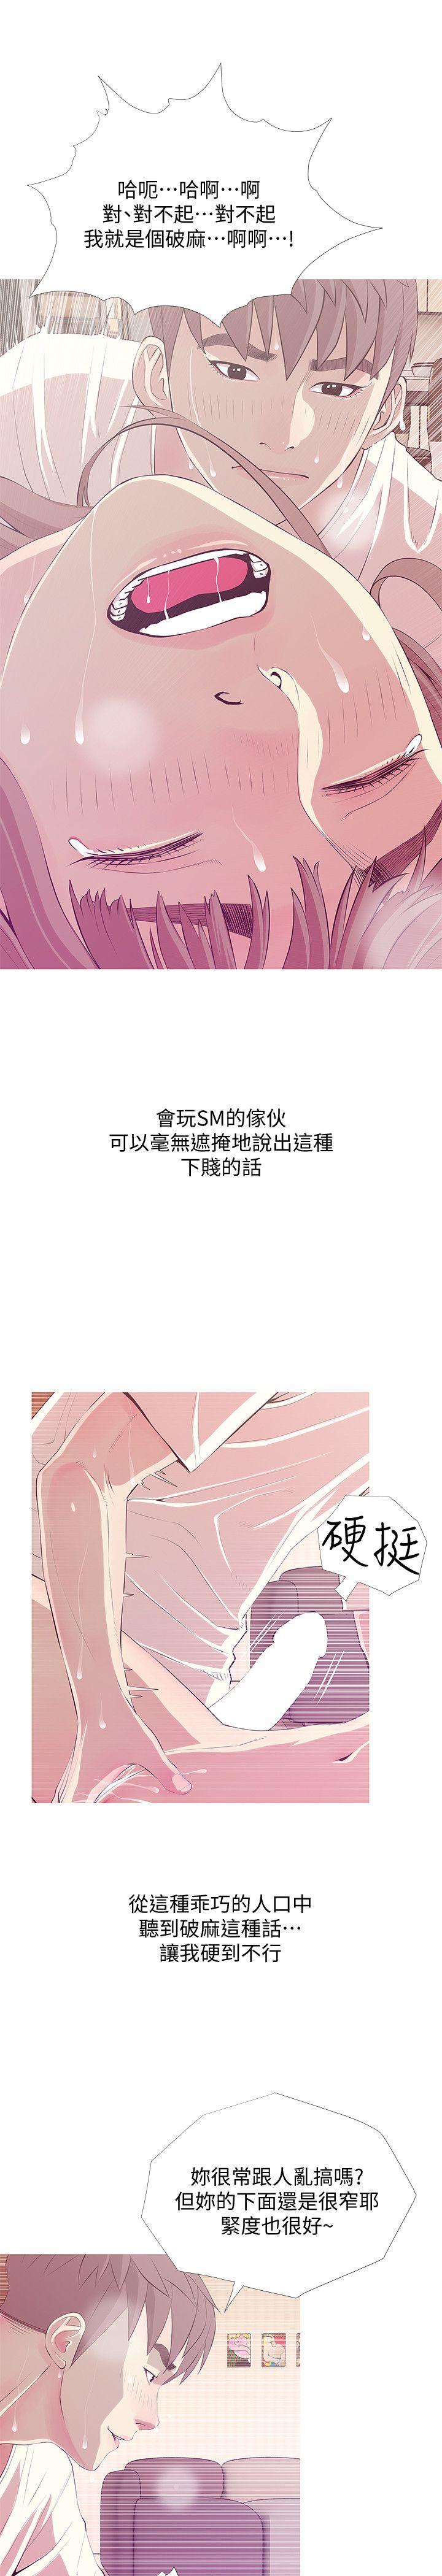 哈呃⋯哈啊⋯啊
對、對不起⋯對不起
我就是個破麻⋯啊啊⋯!
會玩SM的傢伙
可以毫無遮掩地說出這種
下賤的話
硬挺
從這種乖巧的人口中
聽到破麻這種話⋯
讓我硬到不行
妳很常跟人亂搞嗎?
但妳的下面還是很窄耶
緊度也很好~